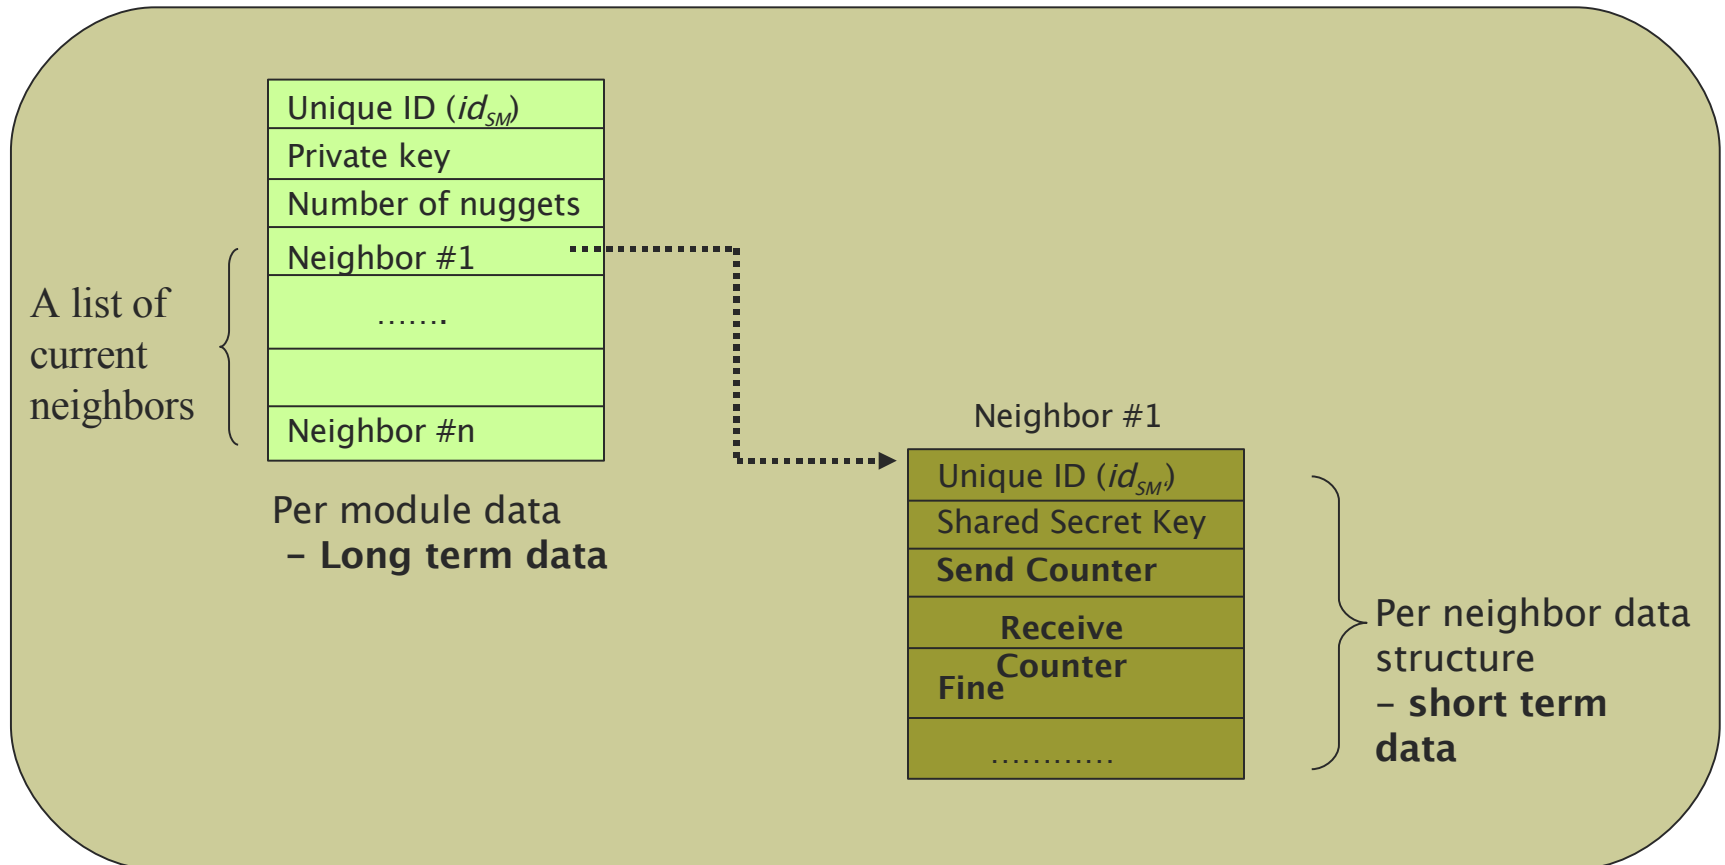 Unique ID (id_SM)
Private key
Number of nuggets
Neighbor #1
…….
Neighbor #n
A list of
current
neighbors
Per module data
– Long term data
Neighbor #1
Unique ID (id_SM')
Shared Secret Key
Send Counter
Receive
Counter
Fine
…………
Per neighbor data
structure
– short term
data